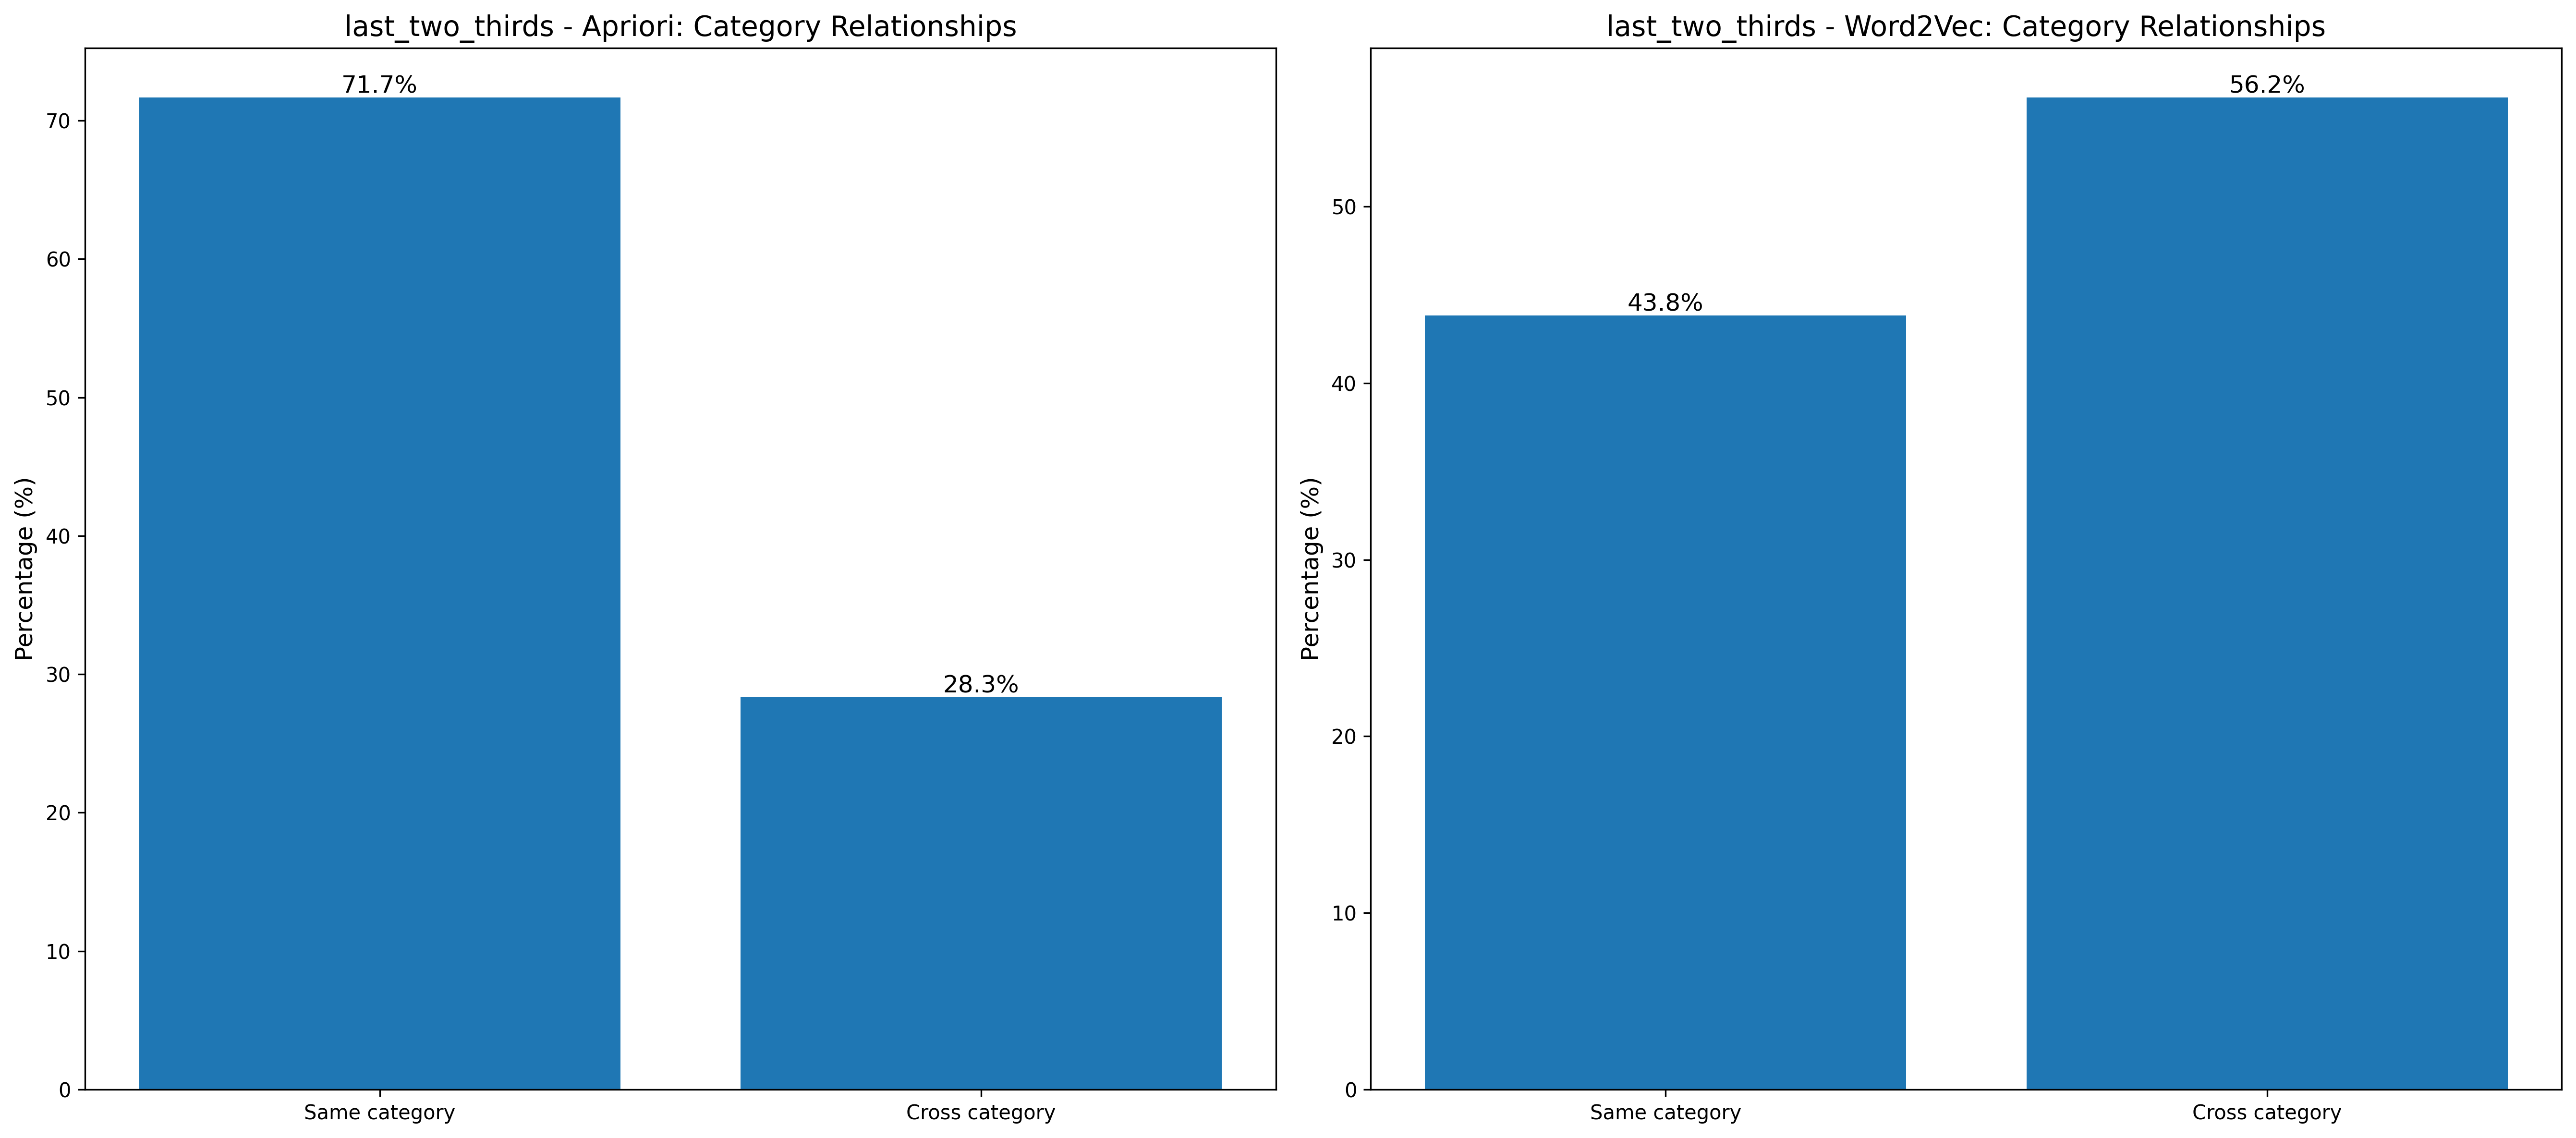 last_two_thirds - Apriori: Category Relationships
71.7%
28.3%
70
60
50
40
30
20
10
0
Percentage (%)
Same category
Cross category
last_two_thirds - Word2Vec: Category Relationships
43.8%
56.2%
50
40
30
20
10
0
Percentage (%)
Same category
Cross category